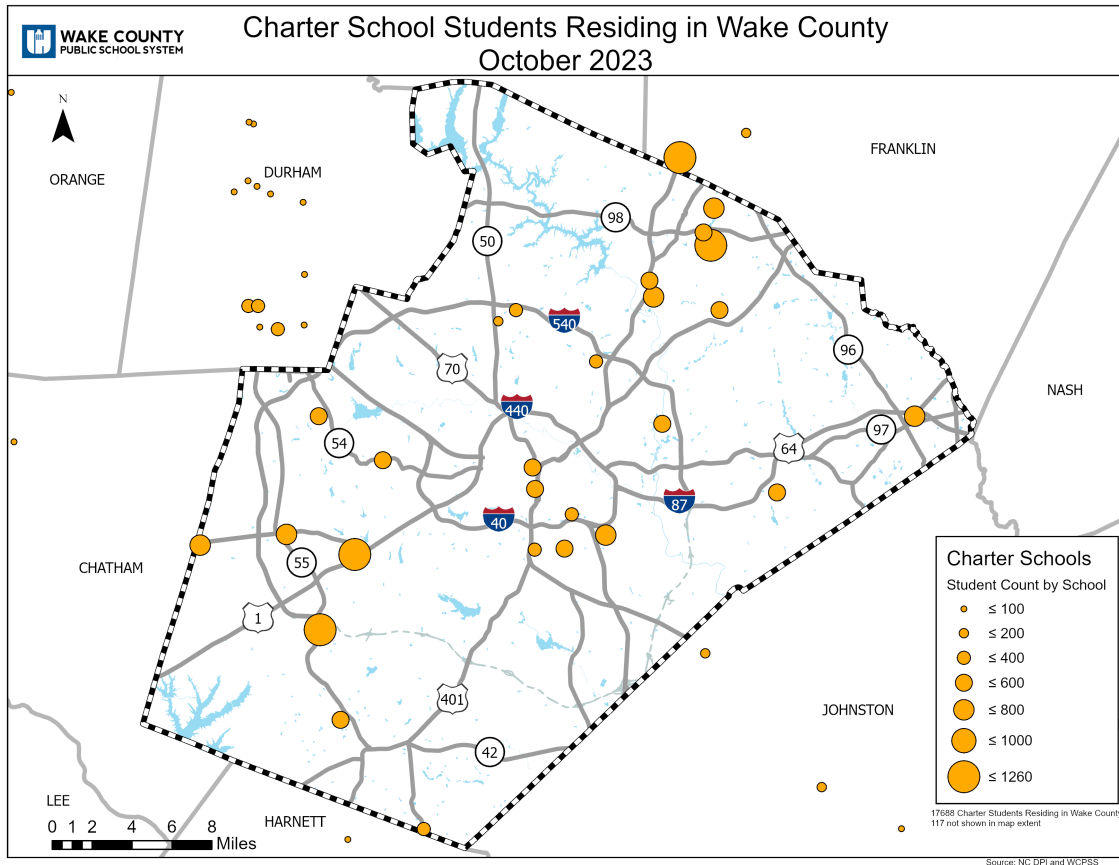 WAKE COUNTY
PUBLIC SCHOOL SYSTEM
Charter School Students Residing in Wake County
October 2023
N
ORANGE
DURHAM
FRANKLIN
98
50
540
70
96
NASH
440
54
97
64
87
40
CHATHAM
55
1
401
42
JOHNSTON
LEE
HARNETT
0 1 2 4 6 8
Miles
Charter Schools
Student Count by School
≤ 100
≤ 200
≤ 400
≤ 600
≤ 800
≤ 1000
≤ 1260
17688 Charter Students Residing in Wake County
117 not shown in map extent
Source: NC DPI and WCPSS